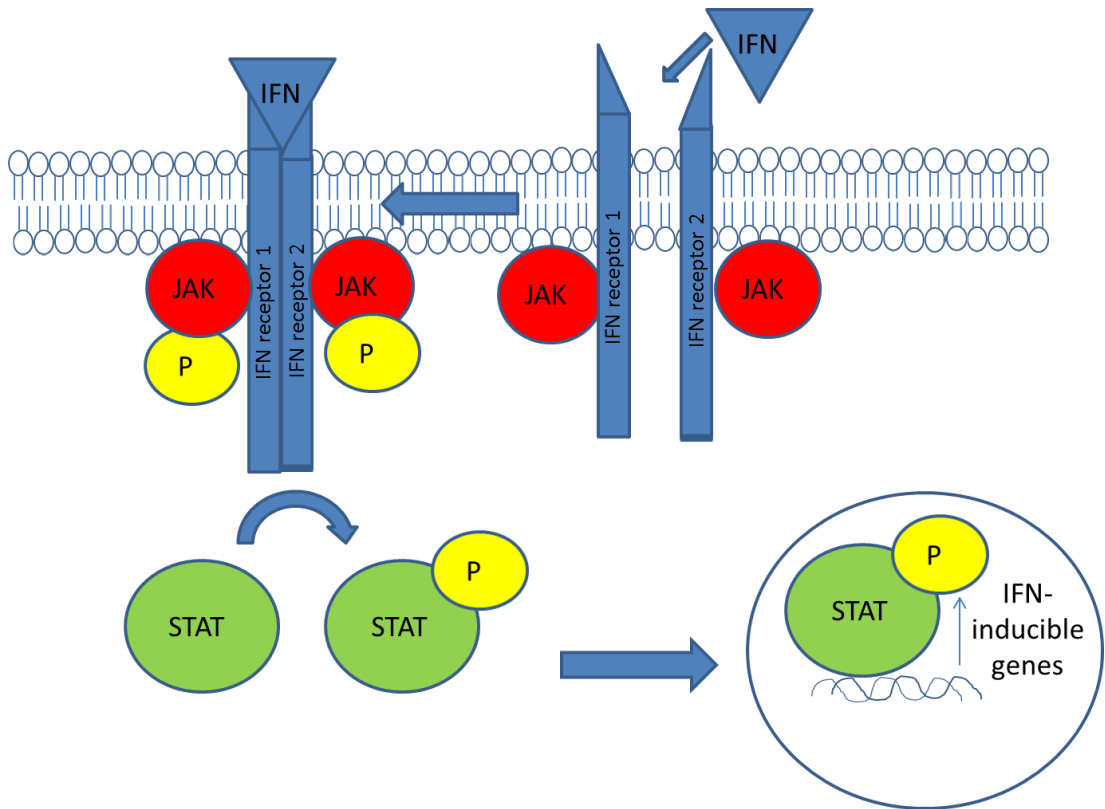 IFN
IFN
IFN receptor 1
IFN receptor 2
IFN receptor 1
IFN receptor 2
JAK
JAK
JAK
JAK
P
P
STAT
STAT
P
STAT
P
IFN-
inducible
genes